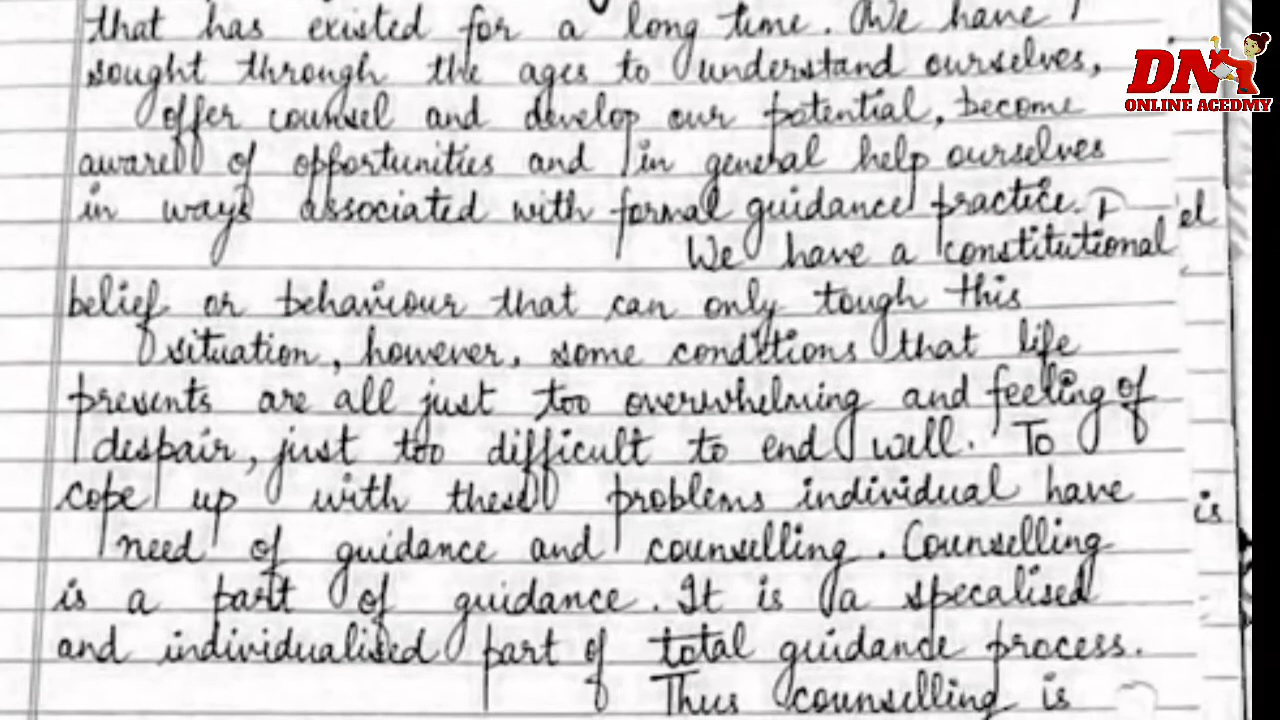 that has existed for a long time. We have
sought through the ages to understand ourselves,
offer counsel and develop our potential, become
aware of opportunities and in general help ourselves
in ways associated with formal guidance practice.
el
We have a constitutional
belief or behaviour that can only tough this
situation, however, some conditions that life
presents are all just too overwhelming and feeling of
despair, just too difficult to end well. To
cope up with these problems individual have
is
need of guidance and counselling. Counselling
is a part of guidance. It is a specalised
and individualised part of total guidance process.
Thus counselling is
DNA
ONLINE ACEDMY